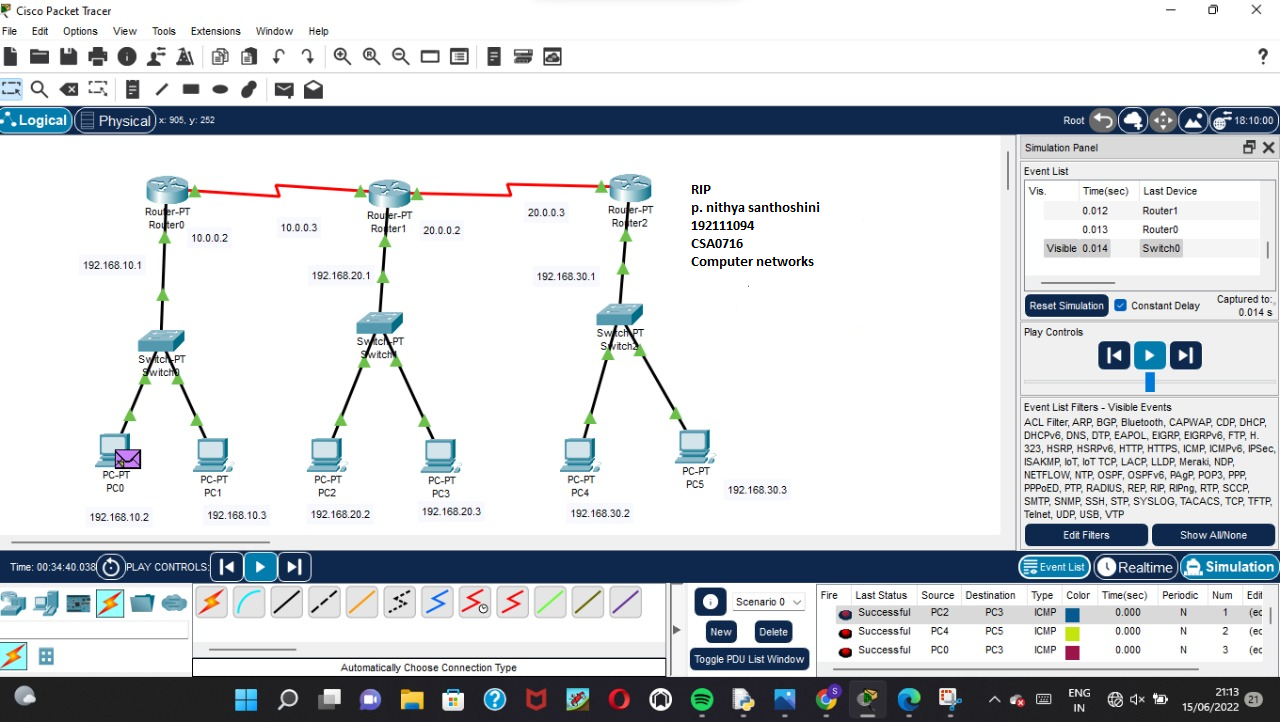 Cisco Packet Tracer
File Edit Options View Tools Extensions Window Help
?
Logical Physical x: 905, y: 252 Root 18:10:00
Simulation Panel
Event List
Vis. Time(sec) Last Device
0.012 Router1
0.013 Router0
Visible 0.014 Switch0
Reset Simulation Constant Delay Captured to:
0.014 s
Play Controls
Event List Filters - Visible Events
ACL Filter, ARP, BGP, Bluetooth, CAPWAP, CDP, DHCP,
DHCPv6, DNS, DTP, EAPOL, EIGRP, EIGRPv6, FTP, H.
323, HSRP, HSRPv6, HTTP, HTTPS, ICMP, ICMPv6, IPSec,
ISAKMP, IoT, IoT TCP, LACP, LLDP, Meraki, NDP,
NETFLOW, NTP, OSPF, OSPFv6, PAgP, POP3, PPP,
PPPoED, PTP, RADIUS, REP, RIP, RIPng, RTP, SCCP,
SMTP, SNMP, SSH, STP, SYSLOG, TACACS, TCP, TFTP,
Telnet, UDP, USB, VTP
Edit Filters Show All/None
RIP
p. nithya santhoshini
192111094
CSA0716
Computer networks
Router-PT
Router0
Router-PT
Router1
Router-PT
Router2
10.0.0.2
10.0.0.3
20.0.0.2
20.0.0.3
192.168.10.1
192.168.20.1
192.168.30.1
Switch-PT
Switch0
Switch-PT
Switch1
Switch-PT
Switch2
PC-PT
PC0
PC-PT
PC1
PC-PT
PC2
PC-PT
PC3
PC-PT
PC4
PC-PT
PC5
192.168.10.2
192.168.10.3
192.168.20.2
192.168.20.3
192.168.30.2
192.168.30.3
Time: 00:34:40.038 PLAY CONTROLS: Event List Realtime Simulation
Automatically Choose Connection Type
Scenario 0
New Delete
Toggle PDU List Window
Fire Last Status Source Destination Type Color Time(sec) Periodic Num Edit
Successful PC2 PC3 ICMP 0.000 N 1 (ec
Successful PC4 PC5 ICMP 0.000 N 2 (ec
Successful PC0 PC3 ICMP 0.000 N 3 (ec
S
ENG
IN
21:13
15/06/2022
21